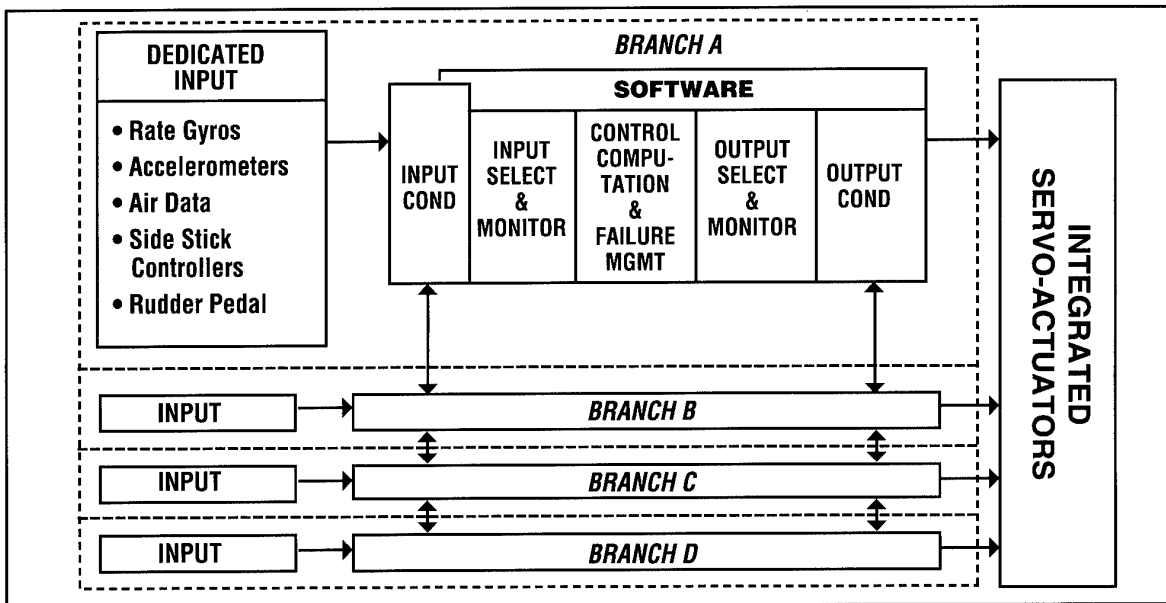 BRANCH A
DEDICATED
INPUT
• Rate Gyros
• Accelerometers
• Air Data
• Side Stick
Controllers
• Rudder Pedal
SOFTWARE
INPUT
COND
INPUT
SELECT
&
MONITOR
CONTROL
COMPU-
TATION
&
FAILURE
MGMT
OUTPUT
SELECT
&
MONITOR
OUTPUT
COND
INPUT
BRANCH B
INPUT
BRANCH C
INPUT
BRANCH D
INTEGRATED
SERVO-ACTUATORS